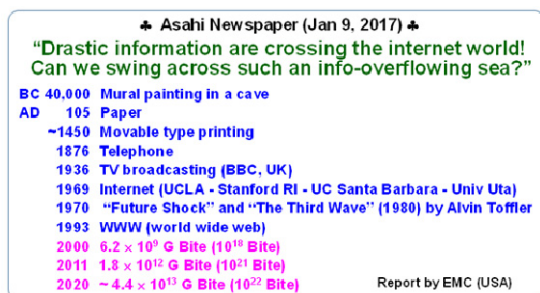 ♣ Asahi Newspaper (Jan 9, 2017) ♣
“Drastic information are crossing the internet world!
Can we swing across such an info-overflowing sea?”
BC 40,000 Mural painting in a cave
AD 105 Paper
~1450 Movable type printing
1876 Telephone
1936 TV broadcasting (BBC, UK)
1969 Internet (UCLA - Stanford RI - UC Santa Barbara - Univ Uta)
1970 “Future Shock” and “The Third Wave” (1980) by Alvin Toffler
1993 WWW (world wide web)
2000 6.2 x 10⁹ G Bite (10¹⁸ Bite)
2011 1.8 x 10¹² G Bite (10²¹ Bite)
2020 ~ 4.4 x 10¹³ G Bite (10²² Bite) Report by EMC (USA)